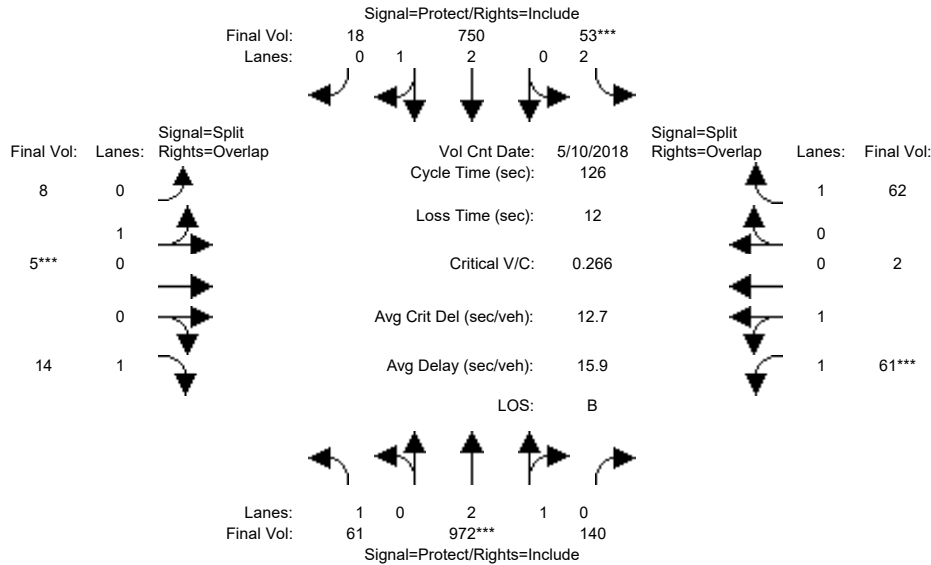 Signal=Protect/Rights=Include
Final Vol: 18 750 53***
Lanes: 0 1 2 0 2
Signal=Split
Final Vol: Lanes: Rights=Overlap
Vol Cnt Date: 5/10/2018
Signal=Split
Rights=Overlap Lanes: Final Vol:
Cycle Time (sec): 126
8 0
1 62
Loss Time (sec): 12
1
0
5*** 0
Critical V/C: 0.266
0 2
0
Avg Crit Del (sec/veh): 12.7
1
14 1
Avg Delay (sec/veh): 15.9
1 61***
LOS: B
Lanes: 1 0 2 1 0
Final Vol: 61 972*** 140
Signal=Protect/Rights=Include